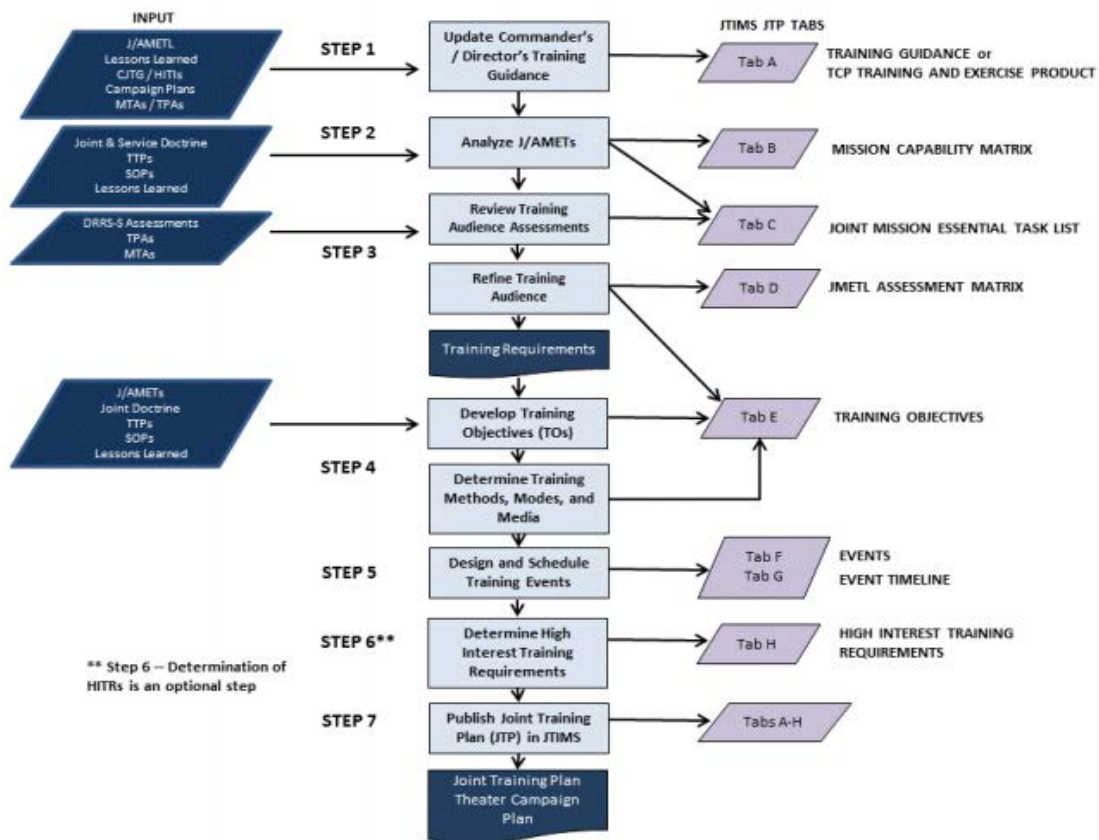 INPUT
JTIMS JTP TABS
J/AMETL
Lessons Learned
CJTG / HITIs
Campaign Plans
MTAs / TPAs
STEP 1
Update Commander's
/ Director's Training
Guidance
Tab A
TRAINING GUIDANCE or
TCP TRAINING AND EXERCISE PRODUCT
Joint & Service Doctrine
TTPs
SOPs
Lessons Learned
STEP 2
Analyze J/AMETs
Tab B
MISSION CAPABILITY MATRIX
DRRS-S Assessments
TPAs
MTAs
STEP 3
Review Training
Audience Assessments
Tab C
JOINT MISSION ESSENTIAL TASK LIST
Refine Training
Audience
Tab D
JMETL ASSESSMENT MATRIX
Training Requirements
J/AMETs
Joint Doctrine
TTPs
SOPs
Lessons Learned
STEP 4
Develop Training
Objectives (TOs)
Tab E
TRAINING OBJECTIVES
Determine Training
Methods, Modes, and
Media
STEP 5
Design and Schedule
Training Events
Tab F
Tab G
EVENTS
EVENT TIMELINE
STEP 6**
Determine High
Interest Training
Requirements
Tab H
HIGH INTEREST TRAINING
REQUIREMENTS
** Step 6 – Determination of
HITRs is an optional step
STEP 7
Publish Joint Training
Plan (JTP) in JTIMS
Tabs A-H
Joint Training Plan
Theater Campaign
Plan